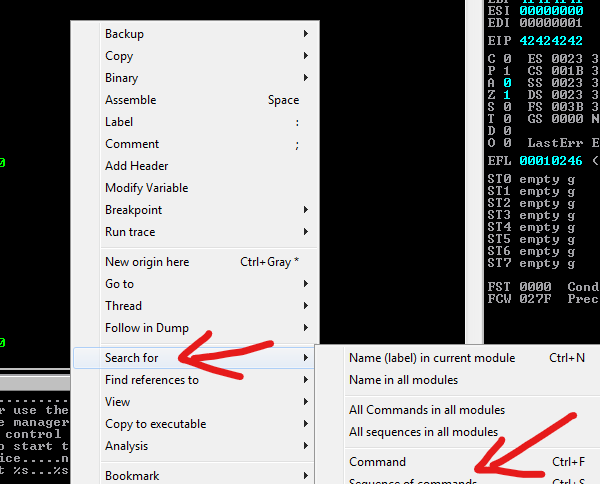 Backup
Copy
Binary
Assemble Space
Label :
Comment ;
Add Header
Modify Variable
Breakpoint
Run trace
New origin here Ctrl+Gray *
Go to
Thread
Follow in Dump
Search for
Find references to
View
Copy to executable
Analysis
Bookmark
Name (label) in current module Ctrl+N
Name in all modules
All Commands in all modules
All sequences in all modules
Command Ctrl+F
Sequence of commands Ctrl+S
ESI 00000000
EDI 00000001
EIP 42424242
C 0 ES 0023 3
P 1 CS 001B 3
A 0 SS 0023 3
Z 1 DS 0023 3
S 0 FS 003B 3
T 0 GS 0000 N
D 0
O 0 LastErr E
EFL 00010246 (
ST0 empty g
ST1 empty g
ST2 empty g
ST3 empty g
ST4 empty g
ST5 empty g
ST6 empty g
ST7 empty g
FST 0000 Cond
FCW 027F Prec
0
0
r use the
e manager
control
o start t
ice.....n
t %s...%s